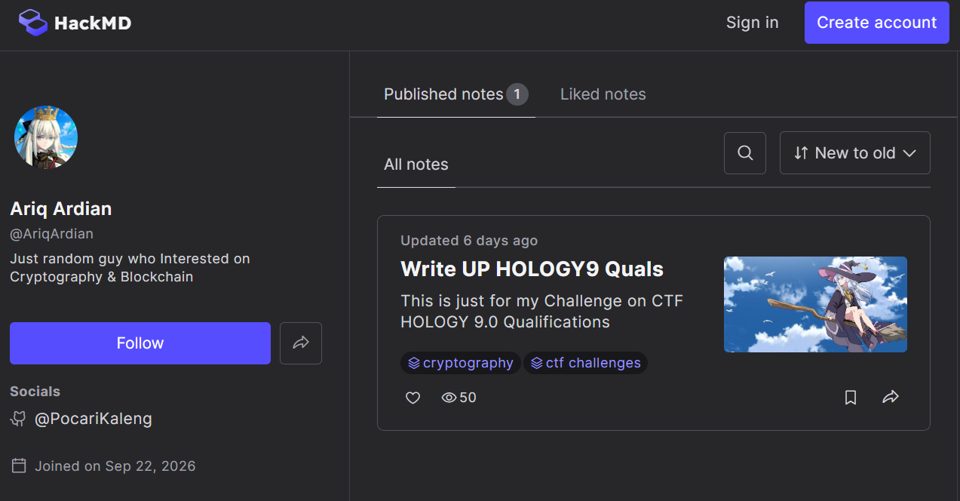 HackMD
Sign in
Create account
Ariq Ardian
@AriqArdian
Just random guy who Interested on
Cryptography & Blockchain
Follow
Socials
@PocariKaleng
Joined on Sep 22, 2026
Published notes 1
Liked notes
All notes
New to old
Updated 6 days ago
Write UP HOLOGY9 Quals
This is just for my Challenge on CTF
HOLOGY 9.0 Qualifications
cryptography
ctf challenges
50